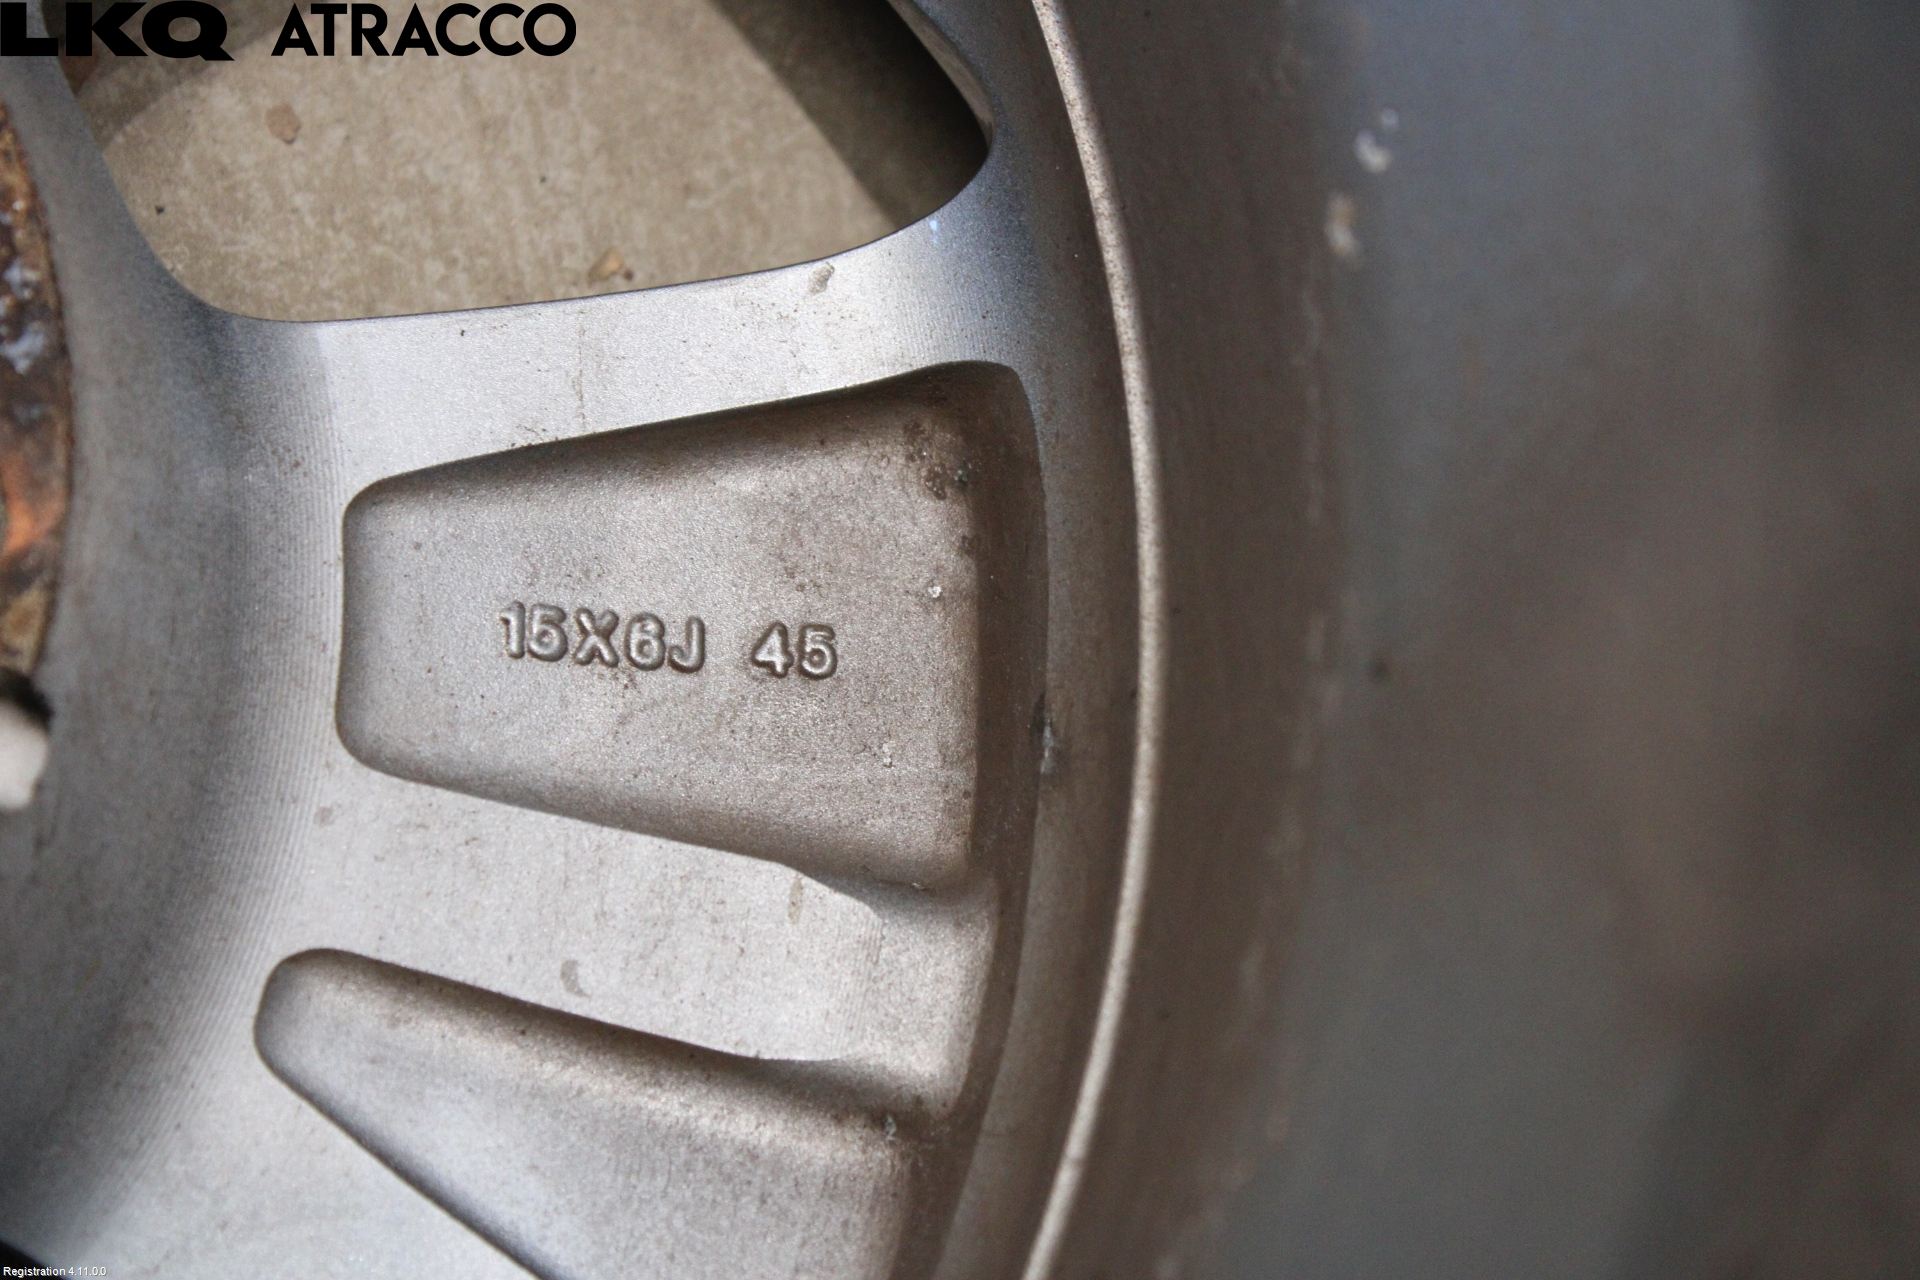 LKQ ATRACCO
15X6J 45
Registration 4.11.0.0